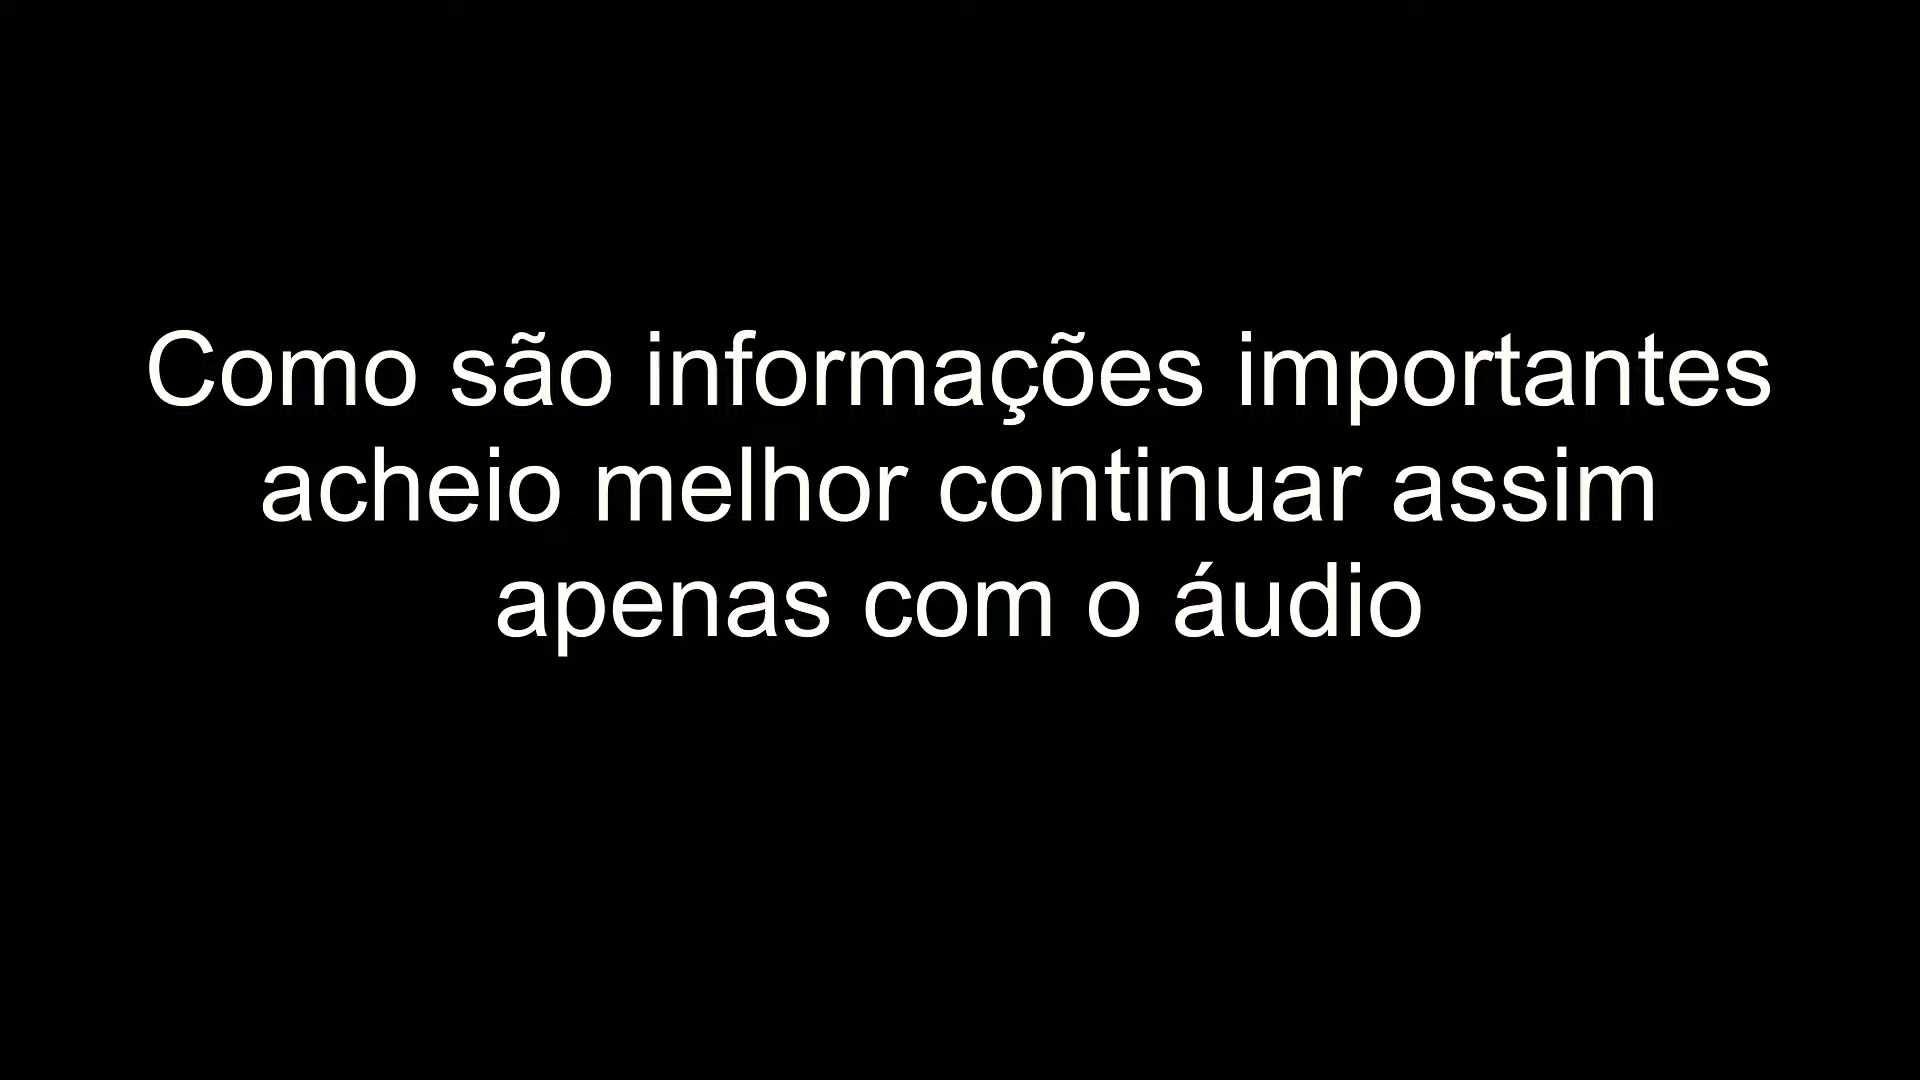 Como são informações importantes
acheio melhor continuar assim
apenas com o áudio